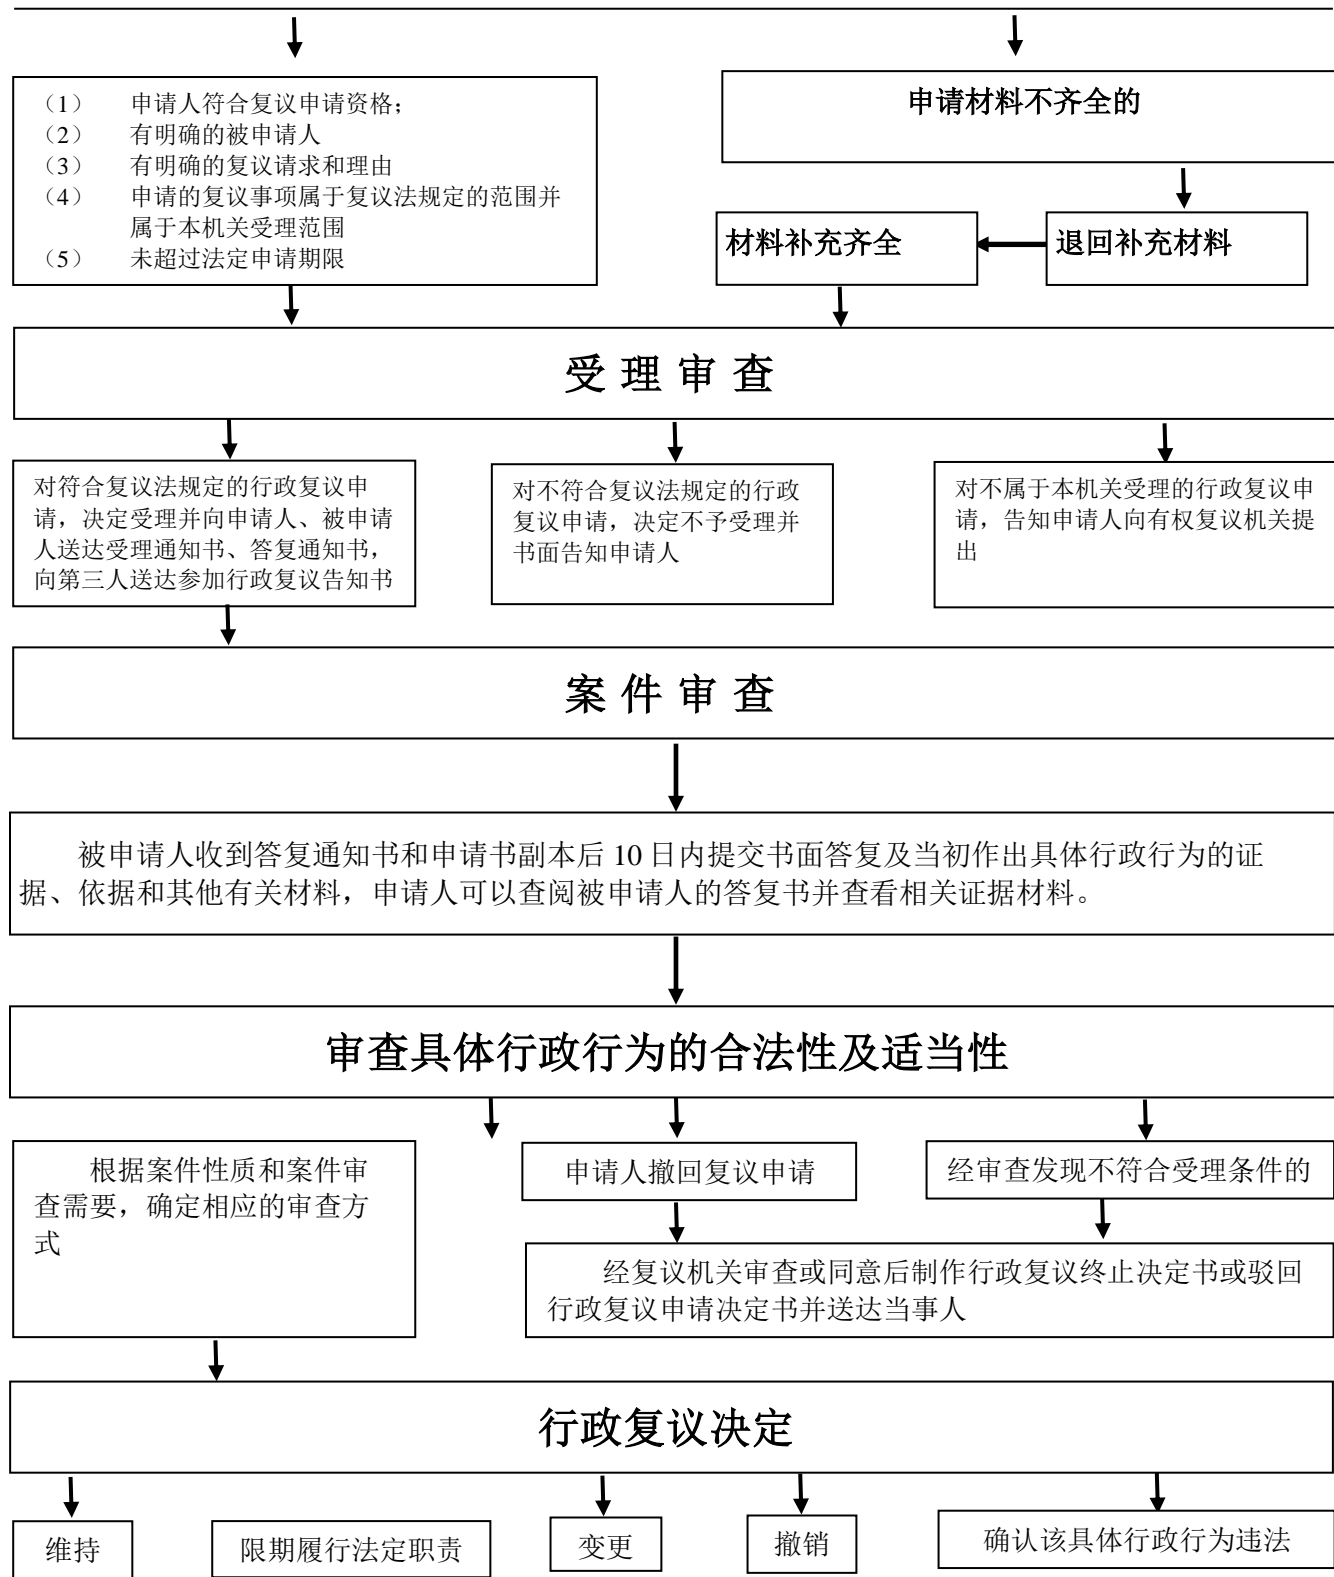 （1） 申请人符合复议申请资格；
（2） 有明确的被申请人
（3） 有明确的复议请求和理由
（4） 申请的复议事项属于复议法规定的范围并
属于本机关受理范围
（5） 未超过法定申请期限
申请材料不齐全的
材料补充齐全
退回补充材料
受 理 审 查
对符合复议法规定的行政复议申
请，决定受理并向申请人、被申请
人送达受理通知书、答复通知书，
向第三人送达参加行政复议告知书
对不符合复议法规定的行政
复议申请，决定不予受理并
书面告知申请人
对不属于本机关受理的行政复议申
请，告知申请人向有权复议机关提
出
案 件 审 查
被申请人收到答复通知书和申请书副本后 10 日内提交书面答复及当初作出具体行政行为的证
据、依据和其他有关材料，申请人可以查阅被申请人的答复书并查看相关证据材料。
审查具体行政行为的合法性及适当性
根据案件性质和案件审
查需要，确定相应的审查方
式
申请人撤回复议申请
经审查发现不符合受理条件的
经复议机关审查或同意后制作行政复议终止决定书或驳回
行政复议申请决定书并送达当事人
行政复议决定
维持
限期履行法定职责
变更
撤销
确认该具体行政行为违法